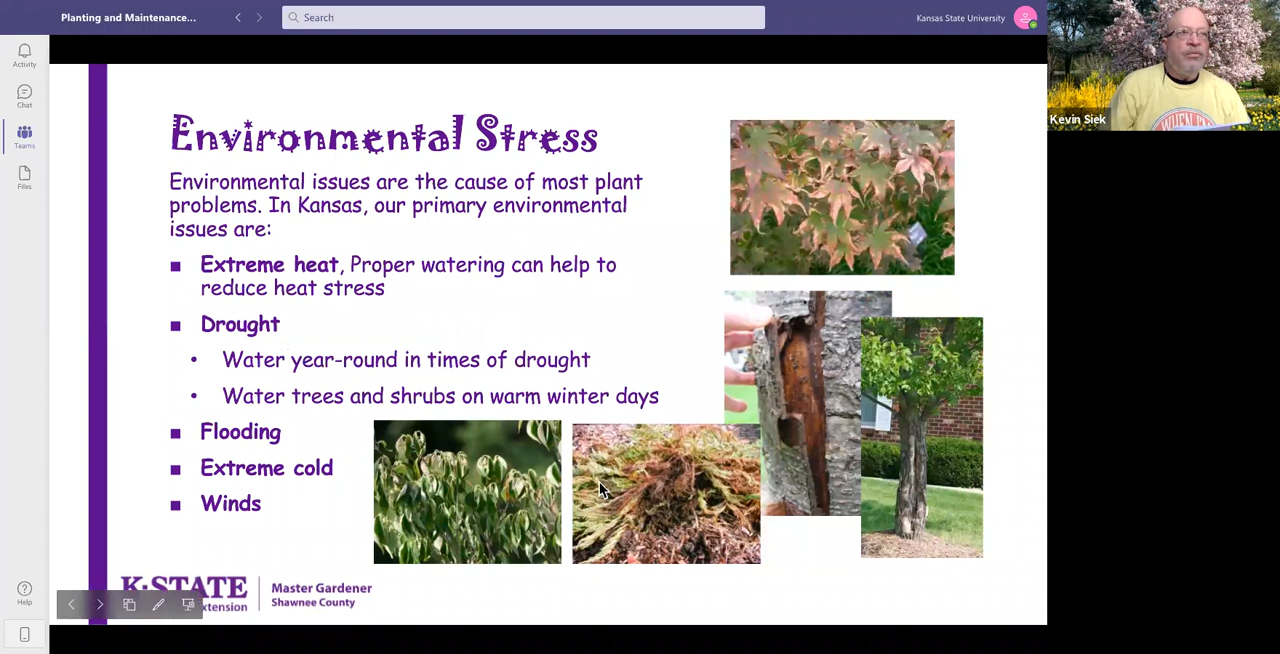 Planting and Maintenance...
Search
Kansas State University
Activity
Chat
Teams
Files
Help
Kevin Siek
Environmental Stress
Environmental issues are the cause of most plant
problems. In Kansas, our primary environmental
issues are:
■ Extreme heat, Proper watering can help to
reduce heat stress
■ Drought
• Water year-round in times of drought
• Water trees and shrubs on warm winter days
■ Flooding
■ Extreme cold
■ Winds
K-STATE
Master Gardener
Shawnee County